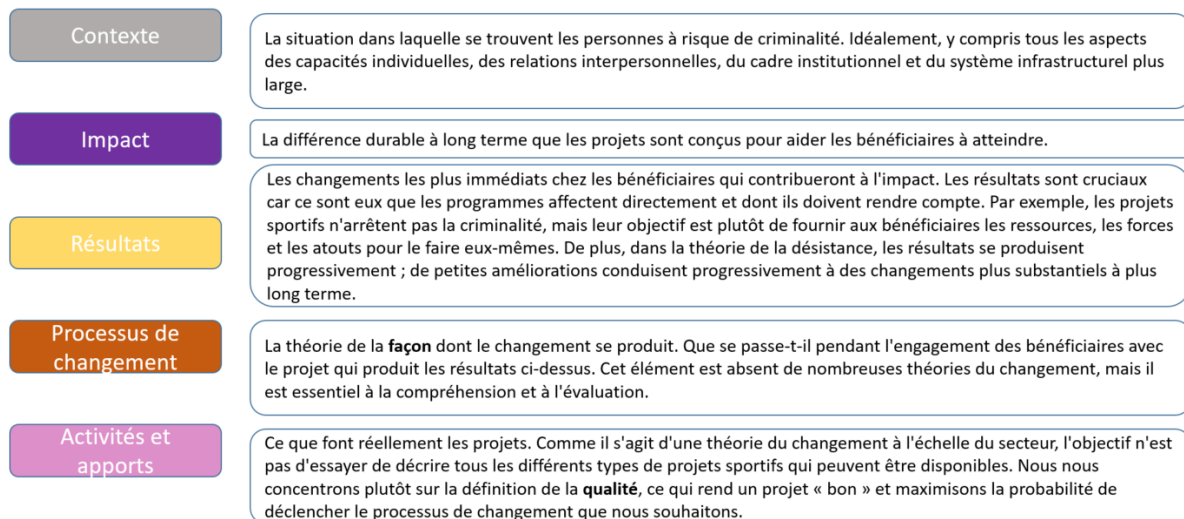 Contexte
La situation dans laquelle se trouvent les personnes à risque de criminalité. Idéalement, y compris tous les aspects
des capacités individuelles, des relations interpersonnelles, du cadre institutionnel et du système infrastructurel plus
large.
Impact
La différence durable à long terme que les projets sont conçus pour aider les bénéficiaires à atteindre.
Résultats
Les changements les plus immédiats chez les bénéficiaires qui contribueront à l'impact. Les résultats sont cruciaux
car ce sont eux que les programmes affectent directement et dont ils doivent rendre compte. Par exemple, les projets
sportifs n'arrêtent pas la criminalité, mais leur objectif est plutôt de fournir aux bénéficiaires les ressources, les forces
et les atouts pour le faire eux-mêmes. De plus, dans la théorie de la désistance, les résultats se produisent
progressivement ; de petites améliorations conduisent progressivement à des changements plus substantiels à plus
long terme.
Processus de
changement
La théorie de la façon dont le changement se produit. Que se passe-t-il pendant l'engagement des bénéficiaires avec
le projet qui produit les résultats ci-dessus. Cet élément est absent de nombreuses théories du changement, mais il
est essentiel à la compréhension et à l'évaluation.
Activités et
apports
Ce que font réellement les projets. Comme il s'agit d'une théorie du changement à l'échelle du secteur, l'objectif n'est
pas d'essayer de décrire tous les différents types de projets sportifs qui peuvent être disponibles. Nous nous
concentrons plutôt sur la définition de la qualité, ce qui rend un projet « bon » et maximisons la probabilité de
déclencher le processus de changement que nous souhaitons.